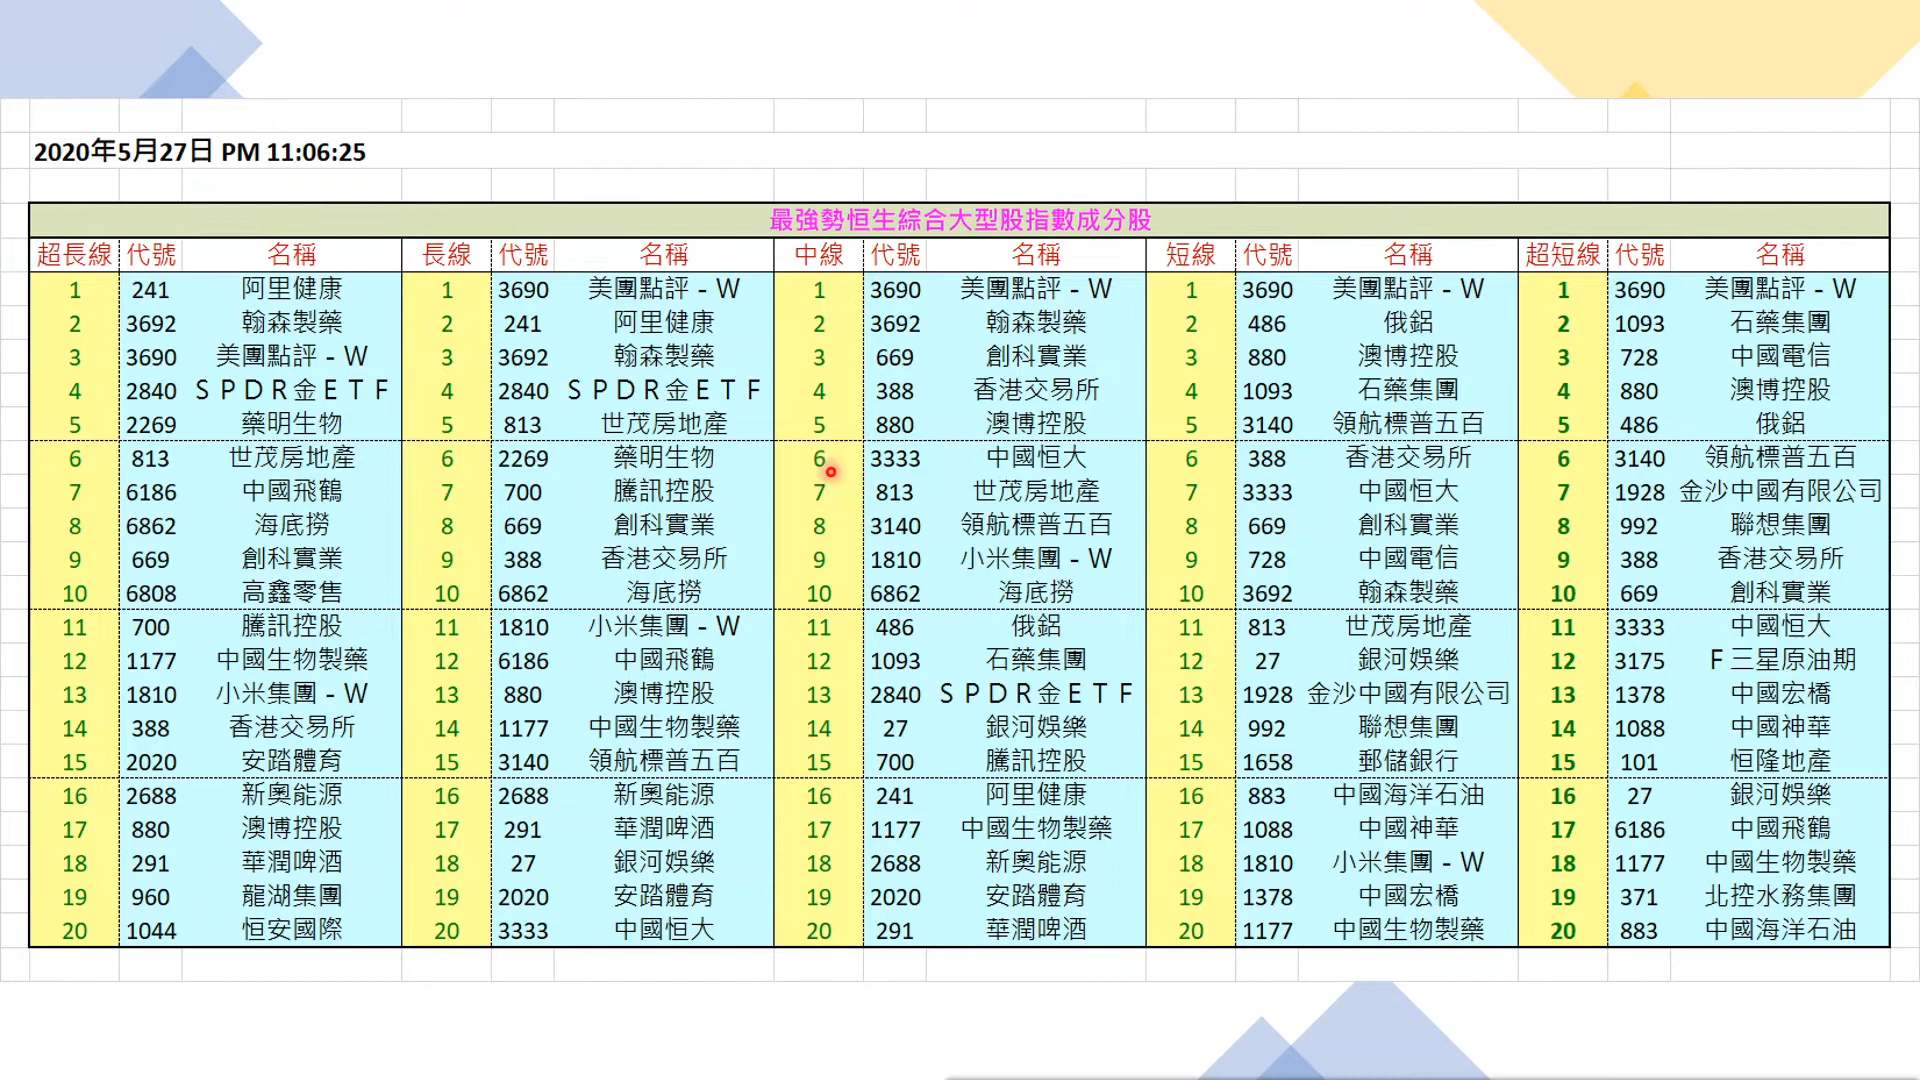 2020年5月27日 PM 11:06:25
最強勢恒生綜合大型股指數成分股
超長線 代號 名稱 長線 代號 名稱 中線 代號 名稱 短線 代號 名稱 超短線 代號 名稱
1 241 阿里健康 1 3690 美團點評－W 1 3690 美團點評－W 1 3690 美團點評－W 1 3690 美團點評－W
2 3692 翰森製藥 2 241 阿里健康 2 3692 翰森製藥 2 486 俄鋁 2 1093 石藥集團
3 3690 美團點評－W 3 3692 翰森製藥 3 669 創科實業 3 880 澳博控股 3 728 中國電信
4 2840 ＳＰＤＲ金ＥＴＦ 4 2840 ＳＰＤＲ金ＥＴＦ 4 388 香港交易所 4 1093 石藥集團 4 880 澳博控股
5 2269 藥明生物 5 813 世茂房地產 5 880 澳博控股 5 3140 領航標普五百 5 486 俄鋁
6 813 世茂房地產 6 2269 藥明生物 6 3333 中國恒大 6 388 香港交易所 6 3140 領航標普五百
7 6186 中國飛鶴 7 700 騰訊控股 7 813 世茂房地產 7 3333 中國恒大 7 1928 金沙中國有限公司
8 6862 海底撈 8 669 創科實業 8 3140 領航標普五百 8 669 創科實業 8 992 聯想集團
9 669 創科實業 9 388 香港交易所 9 1810 小米集團－W 9 728 中國電信 9 388 香港交易所
10 6808 高鑫零售 10 6862 海底撈 10 6862 海底撈 10 3692 翰森製藥 10 669 創科實業
11 700 騰訊控股 11 1810 小米集團－W 11 486 俄鋁 11 813 世茂房地產 11 3333 中國恒大
12 1177 中國生物製藥 12 6186 中國飛鶴 12 1093 石藥集團 12 27 銀河娛樂 12 3175 Ｆ三星原油期
13 1810 小米集團－W 13 880 澳博控股 13 2840 ＳＰＤＲ金ＥＴＦ 13 1928 金沙中國有限公司 13 1378 中國宏橋
14 388 香港交易所 14 1177 中國生物製藥 14 27 銀河娛樂 14 992 聯想集團 14 1088 中國神華
15 2020 安踏體育 15 3140 領航標普五百 15 700 騰訊控股 15 1658 郵儲銀行 15 101 恒隆地產
16 2688 新奧能源 16 2688 新奧能源 16 241 阿里健康 16 883 中國海洋石油 16 27 銀河娛樂
17 880 澳博控股 17 291 華潤啤酒 17 1177 中國生物製藥 17 1088 中國神華 17 6186 中國飛鶴
18 291 華潤啤酒 18 27 銀河娛樂 18 2688 新奧能源 18 1810 小米集團－W 18 1177 中國生物製藥
19 960 龍湖集團 19 2020 安踏體育 19 2020 安踏體育 19 1378 中國宏橋 19 371 北控水務集團
20 1044 恒安國際 20 3333 中國恒大 20 291 華潤啤酒 20 1177 中國生物製藥 20 883 中國海洋石油